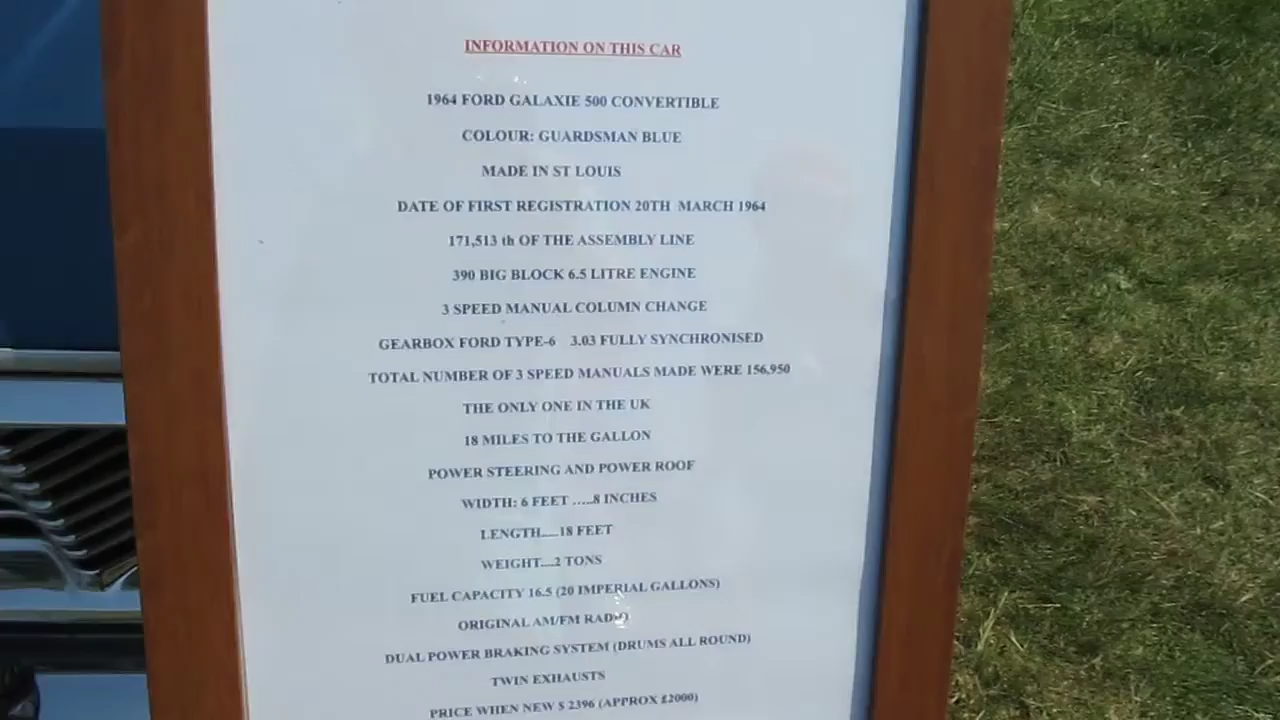 INFORMATION ON THIS CAR
1964 FORD GALAXIE 500 CONVERTIBLE
COLOUR: GUARDSMAN BLUE
MADE IN ST LOUIS
DATE OF FIRST REGISTRATION 20TH MARCH 1964
171,513 th OF THE ASSEMBLY LINE
390 BIG BLOCK 6.5 LITRE ENGINE
3 SPEED MANUAL COLUMN CHANGE
GEARBOX FORD TYPE-6 3.03 FULLY SYNCHRONISED
TOTAL NUMBER OF 3 SPEED MANUALS MADE WERE 156,950
THE ONLY ONE IN THE UK
18 MILES TO THE GALLON
POWER STEERING AND POWER ROOF
WIDTH: 6 FEET .....8 INCHES
LENGTH.....18 FEET
WEIGHT....2 TONS
FUEL CAPACITY 16.5 (20 IMPERIAL GALLONS)
ORIGINAL AM/FM RADIO
DUAL POWER BRAKING SYSTEM (DRUMS ALL ROUND)
TWIN EXHAUSTS
PRICE WHEN NEW $ 2396 (APPROX £2000)